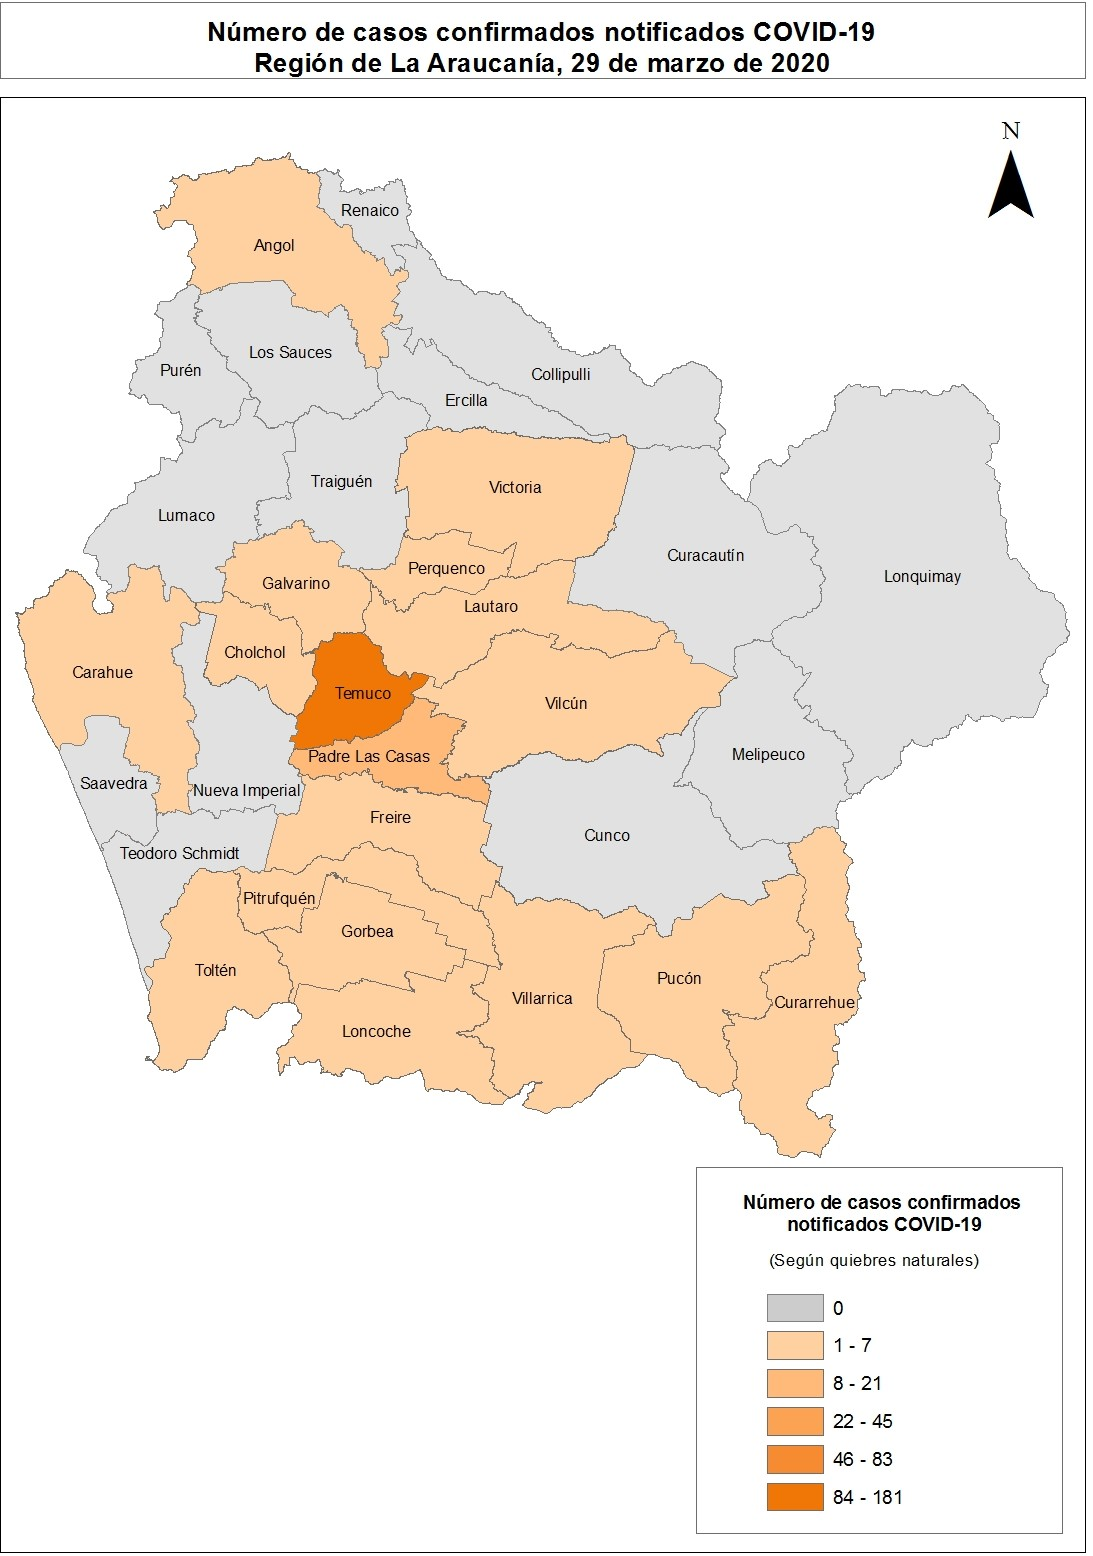 Número de casos confirmados notificados COVID-19
Región de La Araucanía, 29 de marzo de 2020
N
Renaico
Angol
Los Sauces
Purén
Collipulli
Ercilla
Traiguén
Victoria
Lumaco
Curacautín
Perquenco
Lonquimay
Galvarino
Lautaro
Cholchol
Carahue
Temuco
Vilcún
Padre Las Casas
Melipeuco
Saavedra
Nueva Imperial
Freire
Cunco
Teodoro Schmidt
Pitrufquén
Gorbea
Toltén
Pucón
Villarrica
Curarrehue
Loncoche
Número de casos confirmados
notificados COVID-19
(Según quiebres naturales)
0
1 - 7
8 - 21
22 - 45
46 - 83
84 - 181